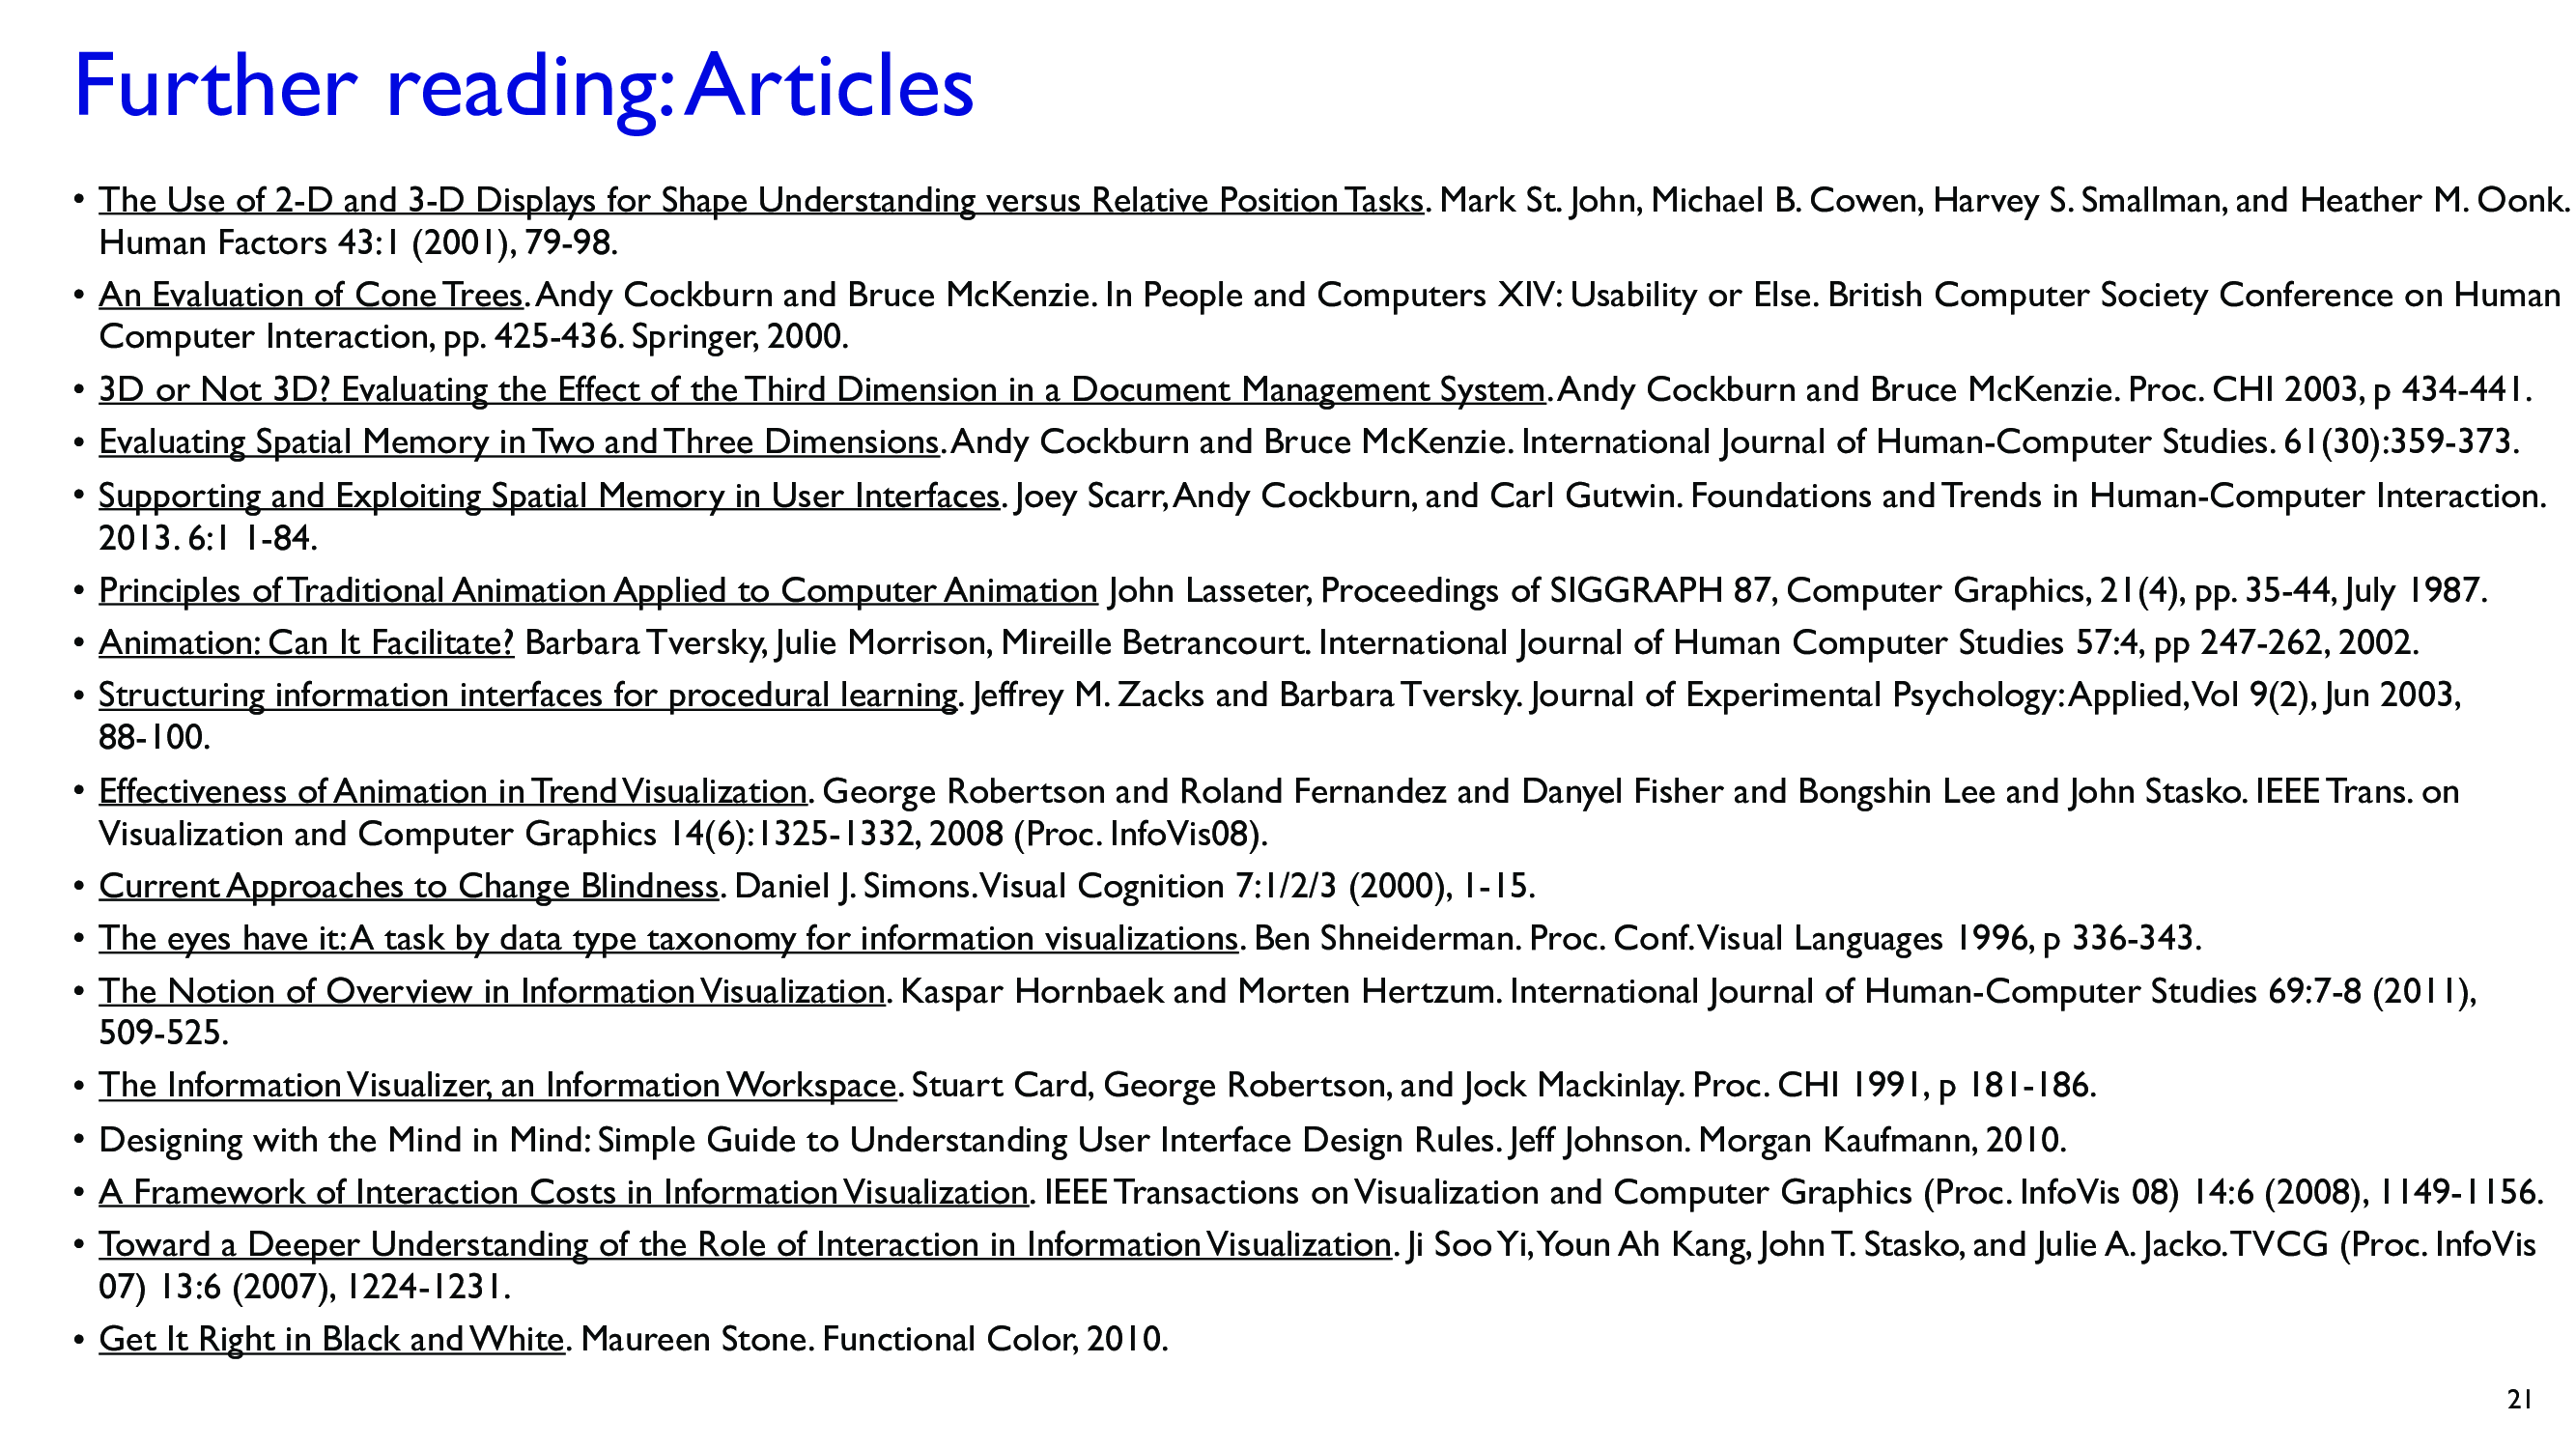 Further reading: Articles
• The Use of 2-D and 3-D Displays for Shape Understanding versus Relative Position Tasks. Mark St. John, Michael B. Cowen, Harvey S. Smallman, and Heather M. Oonk.
Human Factors 43:1 (2001), 79-98.
• An Evaluation of Cone Trees. Andy Cockburn and Bruce McKenzie. In People and Computers XIV: Usability or Else. British Computer Society Conference on Human
Computer Interaction, pp. 425-436. Springer, 2000.
• 3D or Not 3D? Evaluating the Effect of the Third Dimension in a Document Management System. Andy Cockburn and Bruce McKenzie. Proc. CHI 2003, p 434-441.
• Evaluating Spatial Memory in Two and Three Dimensions. Andy Cockburn and Bruce McKenzie. International Journal of Human-Computer Studies. 61(30):359-373.
• Supporting and Exploiting Spatial Memory in User Interfaces. Joey Scarr, Andy Cockburn, and Carl Gutwin. Foundations and Trends in Human-Computer Interaction.
2013. 6:1 1-84.
• Principles of Traditional Animation Applied to Computer Animation John Lasseter, Proceedings of SIGGRAPH 87, Computer Graphics, 21(4), pp. 35-44, July 1987.
• Animation: Can It Facilitate? Barbara Tversky, Julie Morrison, Mireille Betrancourt. International Journal of Human Computer Studies 57:4, pp 247-262, 2002.
• Structuring information interfaces for procedural learning. Jeffrey M. Zacks and Barbara Tversky. Journal of Experimental Psychology: Applied, Vol 9(2), Jun 2003,
88-100.
• Effectiveness of Animation in Trend Visualization. George Robertson and Roland Fernandez and Danyel Fisher and Bongshin Lee and John Stasko. IEEE Trans. on
Visualization and Computer Graphics 14(6):1325-1332, 2008 (Proc. InfoVis08).
• Current Approaches to Change Blindness. Daniel J. Simons. Visual Cognition 7:1/2/3 (2000), 1-15.
• The eyes have it: A task by data type taxonomy for information visualizations. Ben Shneiderman. Proc. Conf. Visual Languages 1996, p 336-343.
• The Notion of Overview in Information Visualization. Kaspar Hornbaek and Morten Hertzum. International Journal of Human-Computer Studies 69:7-8 (2011),
509-525.
• The Information Visualizer, an Information Workspace. Stuart Card, George Robertson, and Jock Mackinlay. Proc. CHI 1991, p 181-186.
• Designing with the Mind in Mind: Simple Guide to Understanding User Interface Design Rules. Jeff Johnson. Morgan Kaufmann, 2010.
• A Framework of Interaction Costs in Information Visualization. IEEE Transactions on Visualization and Computer Graphics (Proc. InfoVis 08) 14:6 (2008), 1149-1156.
• Toward a Deeper Understanding of the Role of Interaction in Information Visualization. Ji Soo Yi, Youn Ah Kang, John T. Stasko, and Julie A. Jacko. TVCG (Proc. InfoVis
07) 13:6 (2007), 1224-1231.
• Get It Right in Black and White. Maureen Stone. Functional Color, 2010.
21